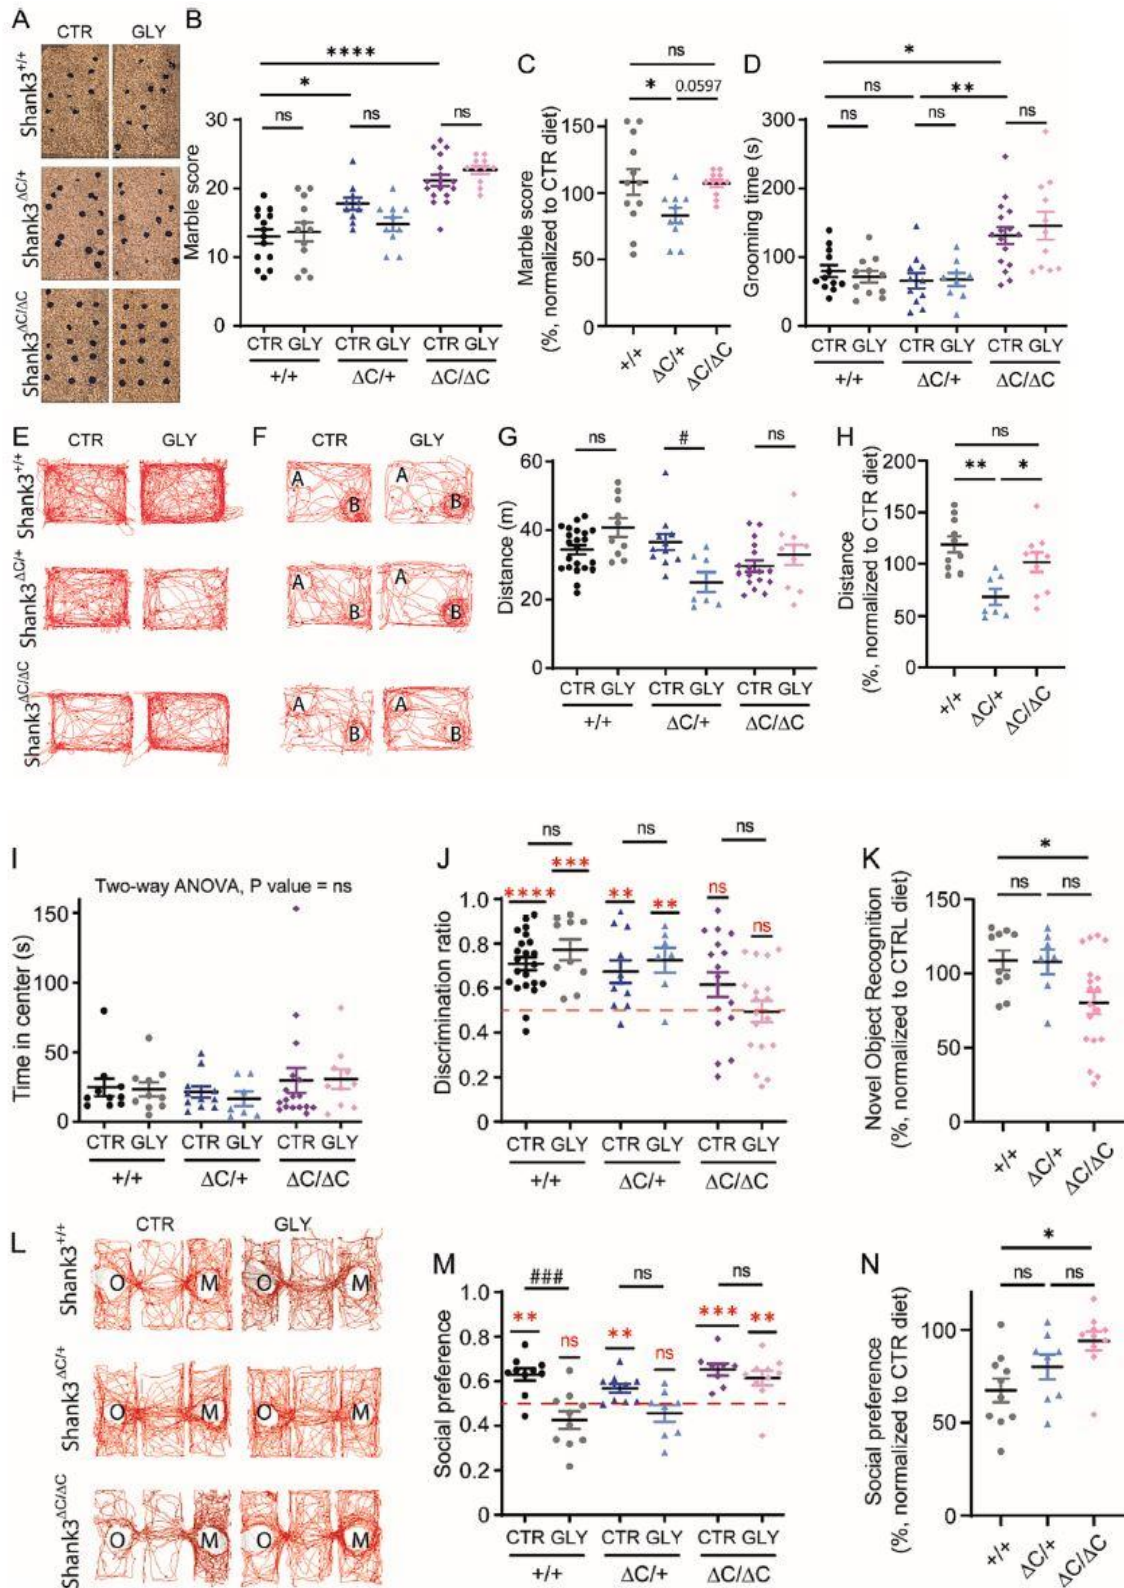 A
CTR GLY
Shank3+/+
Shank3ΔC/+
Shank3ΔC/ΔC
B
****
*
ns ns ns
Marble score
30
20
10
0
CTR GLY CTR GLY CTR GLY
+/+ ΔC/+ ΔC/ΔC
C
ns
* 0.0597
Marble score
(%, normalized to CTR diet)
150
100
50
0
+/+ ΔC/+ ΔC/ΔC
D
*
ns **
ns ns ns
Grooming time (s)
300
200
100
0
CTR GLY CTR GLY CTR GLY
+/+ ΔC/+ ΔC/ΔC
E
CTR GLY
Shank3+/+
Shank3ΔC/+
Shank3ΔC/ΔC
F
CTR GLY
A A
B B
A A
B B
A A
B B
G
ns # ns
Distance (m)
60
40
20
0
CTR GLY CTR GLY CTR GLY
+/+ ΔC/+ ΔC/ΔC
H
ns
** *
Distance
(%, normalized to CTR diet)
200
150
100
50
0
+/+ ΔC/+ ΔC/ΔC
I
Two-way ANOVA, P value = ns
Time in center (s)
150
100
50
0
CTR GLY CTR GLY CTR GLY
+/+ ΔC/+ ΔC/ΔC
J
ns ns ns
**** *** ** ** ns ns
Discrimination ratio
1.0
0.8
0.6
0.4
0.2
0
CTR GLY CTR GLY CTR GLY
+/+ ΔC/+ ΔC/ΔC
K
*
ns ns
Novel Object Recognition
(%, normalized to CTRL diet)
150
100
50
0
+/+ ΔC/+ ΔC/ΔC
L
CTR GLY
Shank3+/+
Shank3ΔC/+
Shank3ΔC/ΔC
O M O M
O M O M
O M O M
M
### ns ns
** ns ** ns *** **
Social preference
1.0
0.8
0.6
0.4
0.2
0
CTR GLY CTR GLY CTR GLY
+/+ ΔC/+ ΔC/ΔC
N
*
ns ns
Social preference
(%, normalized to CTR diet)
100
50
0
+/+ ΔC/+ ΔC/ΔC